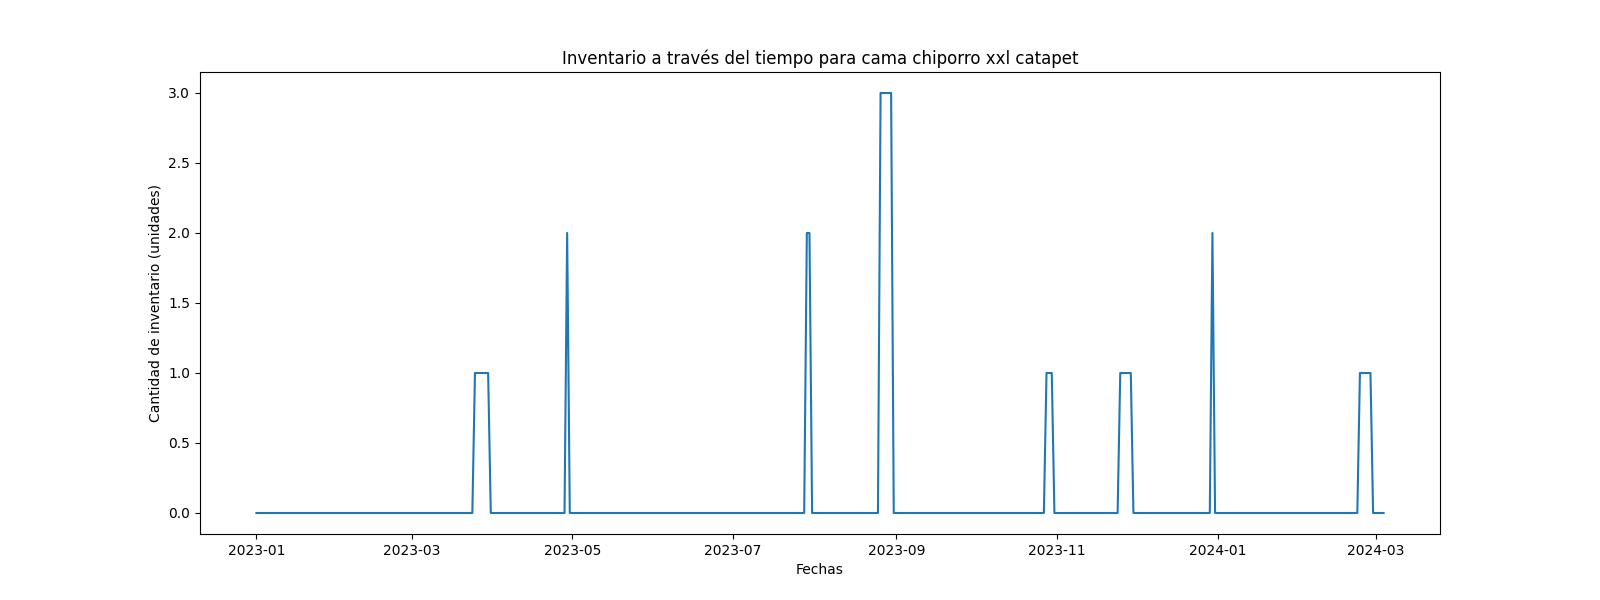 Inventario a través del tiempo para cama chiporro xxl catapet
Cantidad de inventario (unidades)
3.0
2.5
2.0
1.5
1.0
0.5
0.0
2023-01 2023-03 2023-05 2023-07 2023-09 2023-11 2024-01 2024-03
Fechas